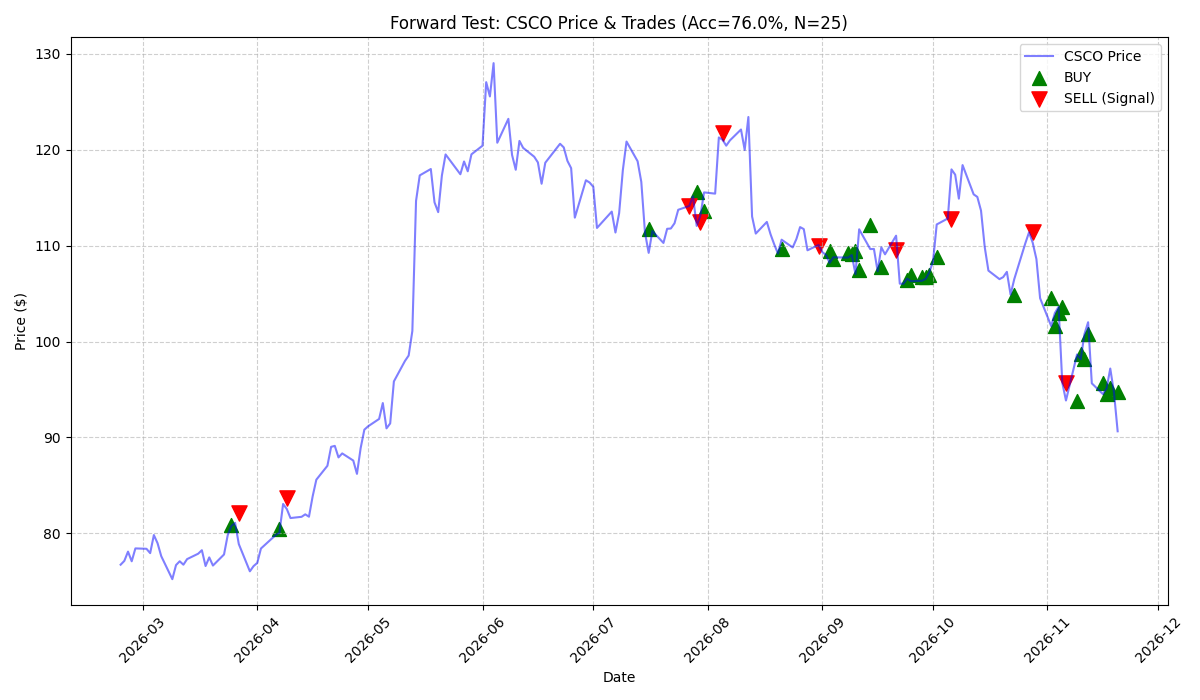 Forward Test: CSCO Price & Trades (Acc=76.0%, N=25)
CSCO Price
BUY
SELL (Signal)
Price ($)
130
120
110
100
90
80
2026-03
2026-04
2026-05
2026-06
2026-07
2026-08
2026-09
2026-10
2026-11
2026-12
Date